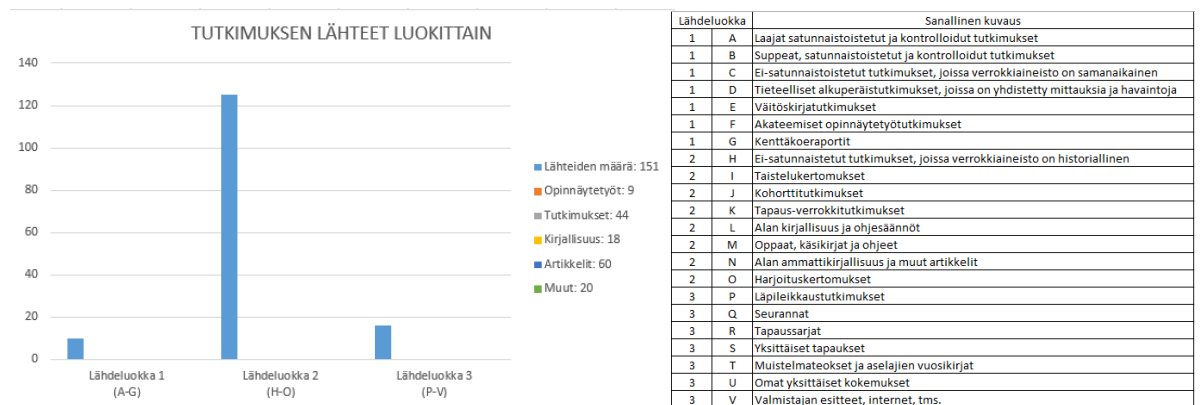 TUTKIMUKSEN LÄHTEET LUOKITTAIN
140
120
100
80
60
40
20
0
Lähdeluokka 1
(A-G)
Lähdeluokka 2
(H-O)
Lähdeluokka 3
(P-V)
Lähteiden määrä: 151
Opinnäytetyöt: 9
Tutkimukset: 44
Kirjallisuus: 18
Artikkelit: 60
Muut: 20
Lähdeluokka Sanallinen kuvaus
1 A Laajat satunnaistoistetut ja kontrolloidut tutkimukset
1 B Suppeat, satunnaistoistetut ja kontrolloidut tutkimukset
1 C Ei-satunnaistoistetut tutkimukset, joissa verrokkiaineisto on samanaikainen
1 D Tieteelliset alkuperäistutkimukset, joissa on yhdistetty mittauksia ja havaintoja
1 E Väitöskirjatutkimukset
1 F Akateemiset opinnäytetyötutkimukset
1 G Kenttäkoeraportit
2 H Ei-satunnaistetut tutkimukset, joissa verrokkiaineisto on historiallinen
2 I Taistelukertomukset
2 J Kohorttitutkimukset
2 K Tapaus-verrokkitutkimukset
2 L Alan kirjallisuus ja ohjesäännöt
2 M Oppaat, käsikirjat ja ohjeet
2 N Alan ammattikirjallisuus ja muut artikkelit
2 O Harjoituskertomukset
3 P Läpileikkaustutkimukset
3 Q Seurannat
3 R Tapaussarjat
3 S Yksittäiset tapaukset
3 T Muistelmateokset ja aselajien vuosikirjat
3 U Omat yksittäiset kokemukset
3 V Valmistajan esitteet, internet, tms.